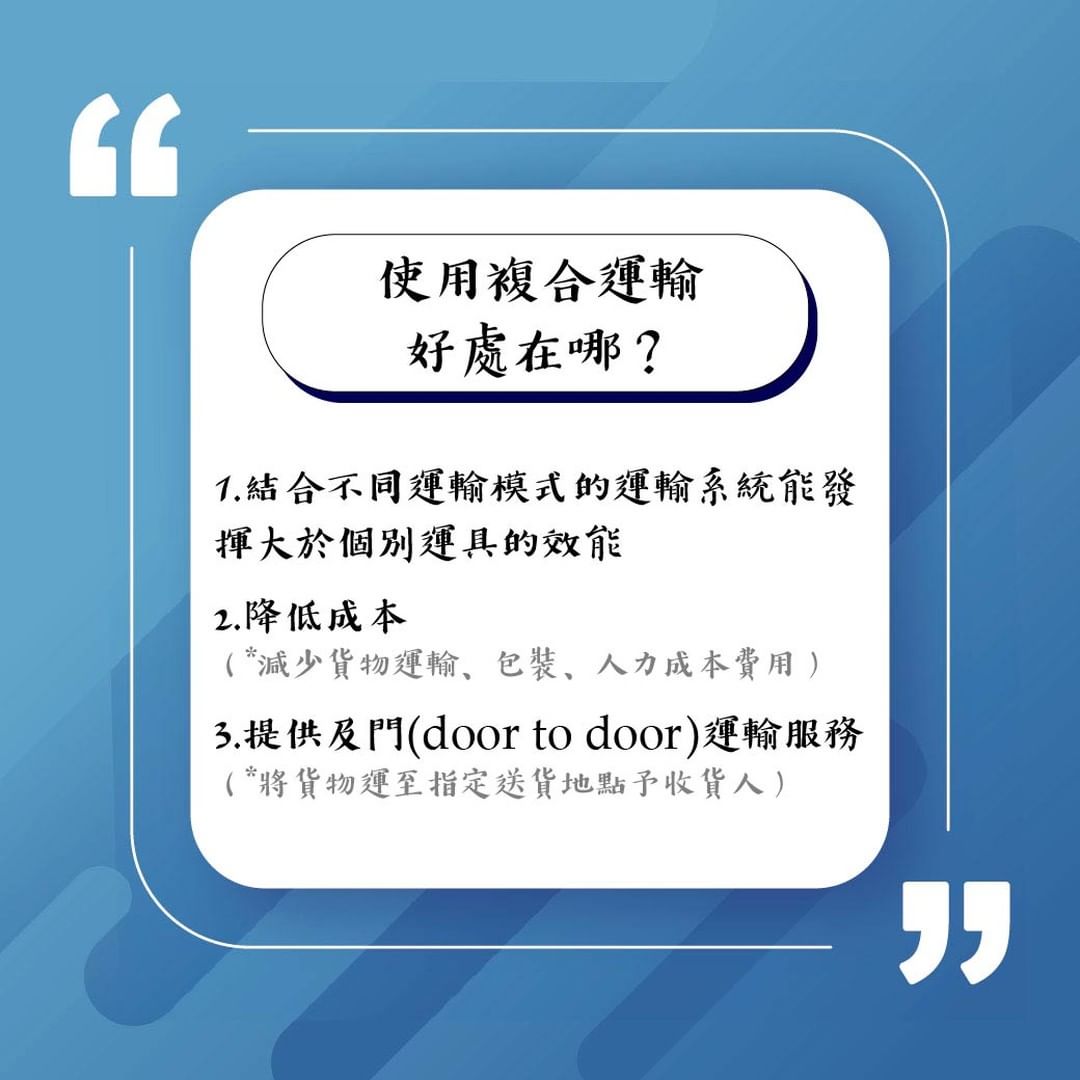 使用複合運輸
好處在哪？
1.結合不同運輸模式的運輸系統能發
揮大於個別運具的效能
2.降低成本
（*減少貨物運輸、包裝、人力成本費用）
3.提供及門(door to door)運輸服務
（*將貨物運至指定送貨地點予收貨人）